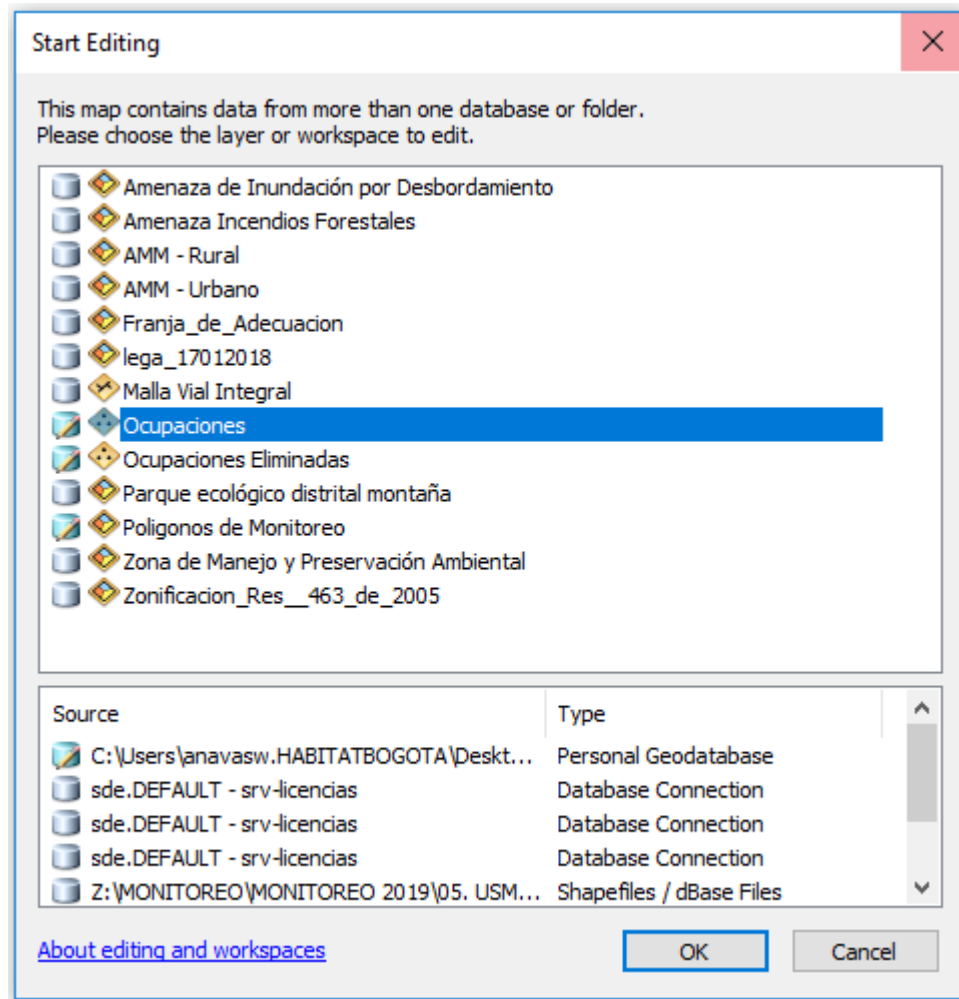 Start Editing
This map contains data from more than one database or folder.
Please choose the layer or workspace to edit.
Amenaza de Inundación por Desbordamiento
Amenaza Incendios Forestales
AMM - Rural
AMM - Urbano
Franja_de_Adecuacion
lega_17012018
Malla Vial Integral
Ocupaciones
Ocupaciones Eliminadas
Parque ecológico distrital montaña
Poligonos de Monitoreo
Zona de Manejo y Preservación Ambiental
Zonificacion_Res__463_de_2005
Source Type
C:\Users\anavasw.HABITATBOGOTA\Deskt... Personal Geodatabase
sde.DEFAULT - srv-licencias Database Connection
sde.DEFAULT - srv-licencias Database Connection
sde.DEFAULT - srv-licencias Database Connection
Z:\MONITOREO\MONITOREO 2019\05. USM... Shapefiles / dBase Files
About editing and workspaces OK Cancel